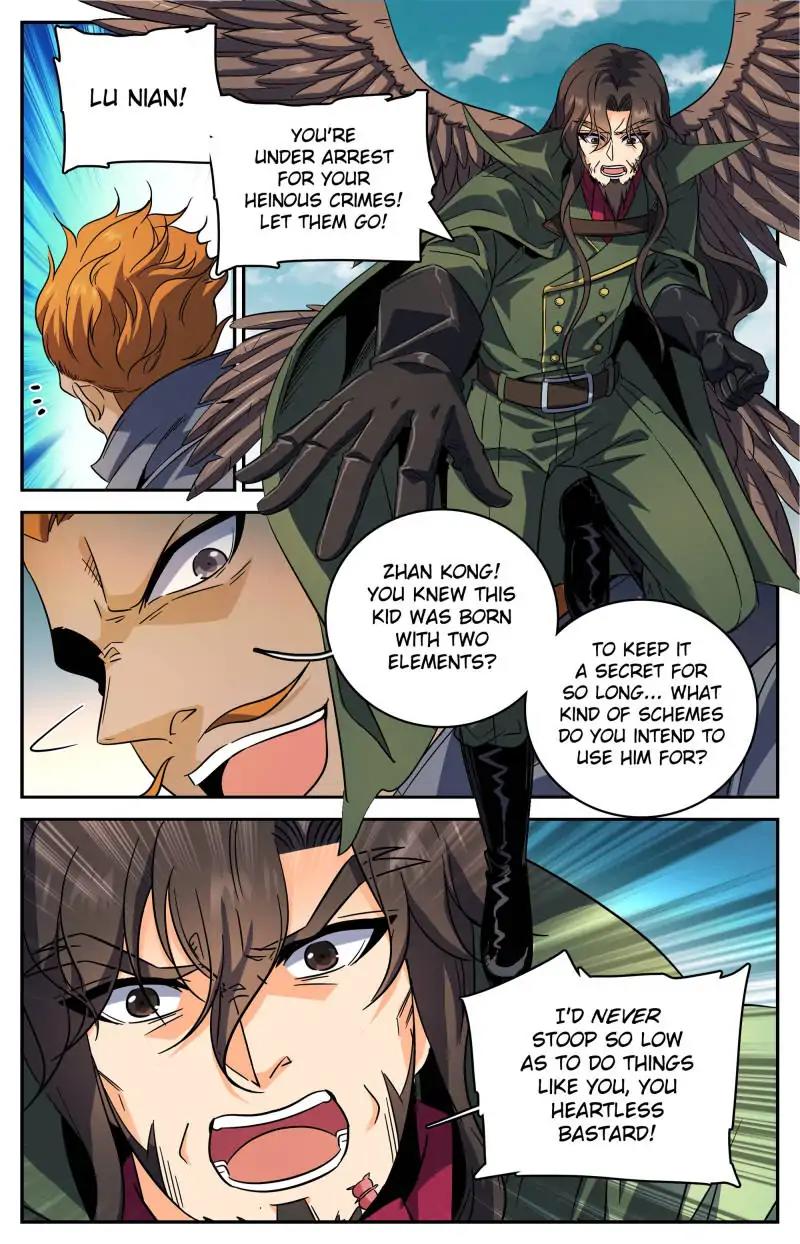 LU NIAN!
YOU'RE
UNDER ARREST
FOR YOUR
HEINOUS CRIMES!
LET THEM GO!
ZHAN KONG!
YOU KNEW THIS
KID WAS BORN
WITH TWO
ELEMENTS?
TO KEEP IT
A SECRET FOR
SO LONG... WHAT
KIND OF SCHEMES
DO YOU INTEND TO
USE HIM FOR?
I'D NEVER
STOOP SO LOW
AS TO DO THINGS
LIKE YOU, YOU
HEARTLESS
BASTARD!